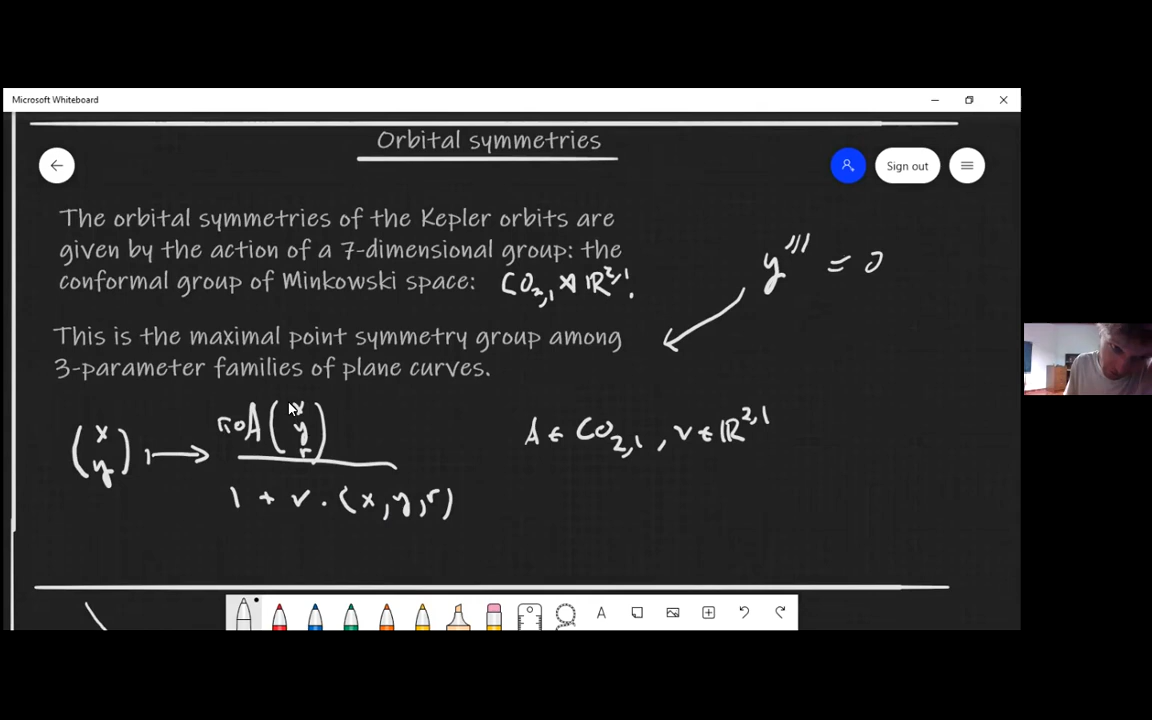 Microsoft Whiteboard
Orbital symmetries
Sign out
The orbital symmetries of the Kepler orbits are
given by the action of a 7-dimensional group: the
conformal group of Minkowski space: CO₂,₁ ⋊ ℝ²,¹.
y''' = 0
This is the maximal point symmetry group among
3-parameter families of plane curves.
(x y) ↦ π∘A (x y r) / 1 + v · (x, y, r)
A ∈ CO₂,₁, v ∈ ℝ²,¹
A